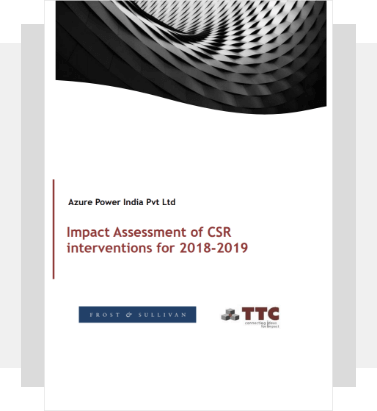 Azure Power India Pvt Ltd
Impact Assessment of CSR
interventions for 2018-2019
FROST & SULLIVAN
TTC